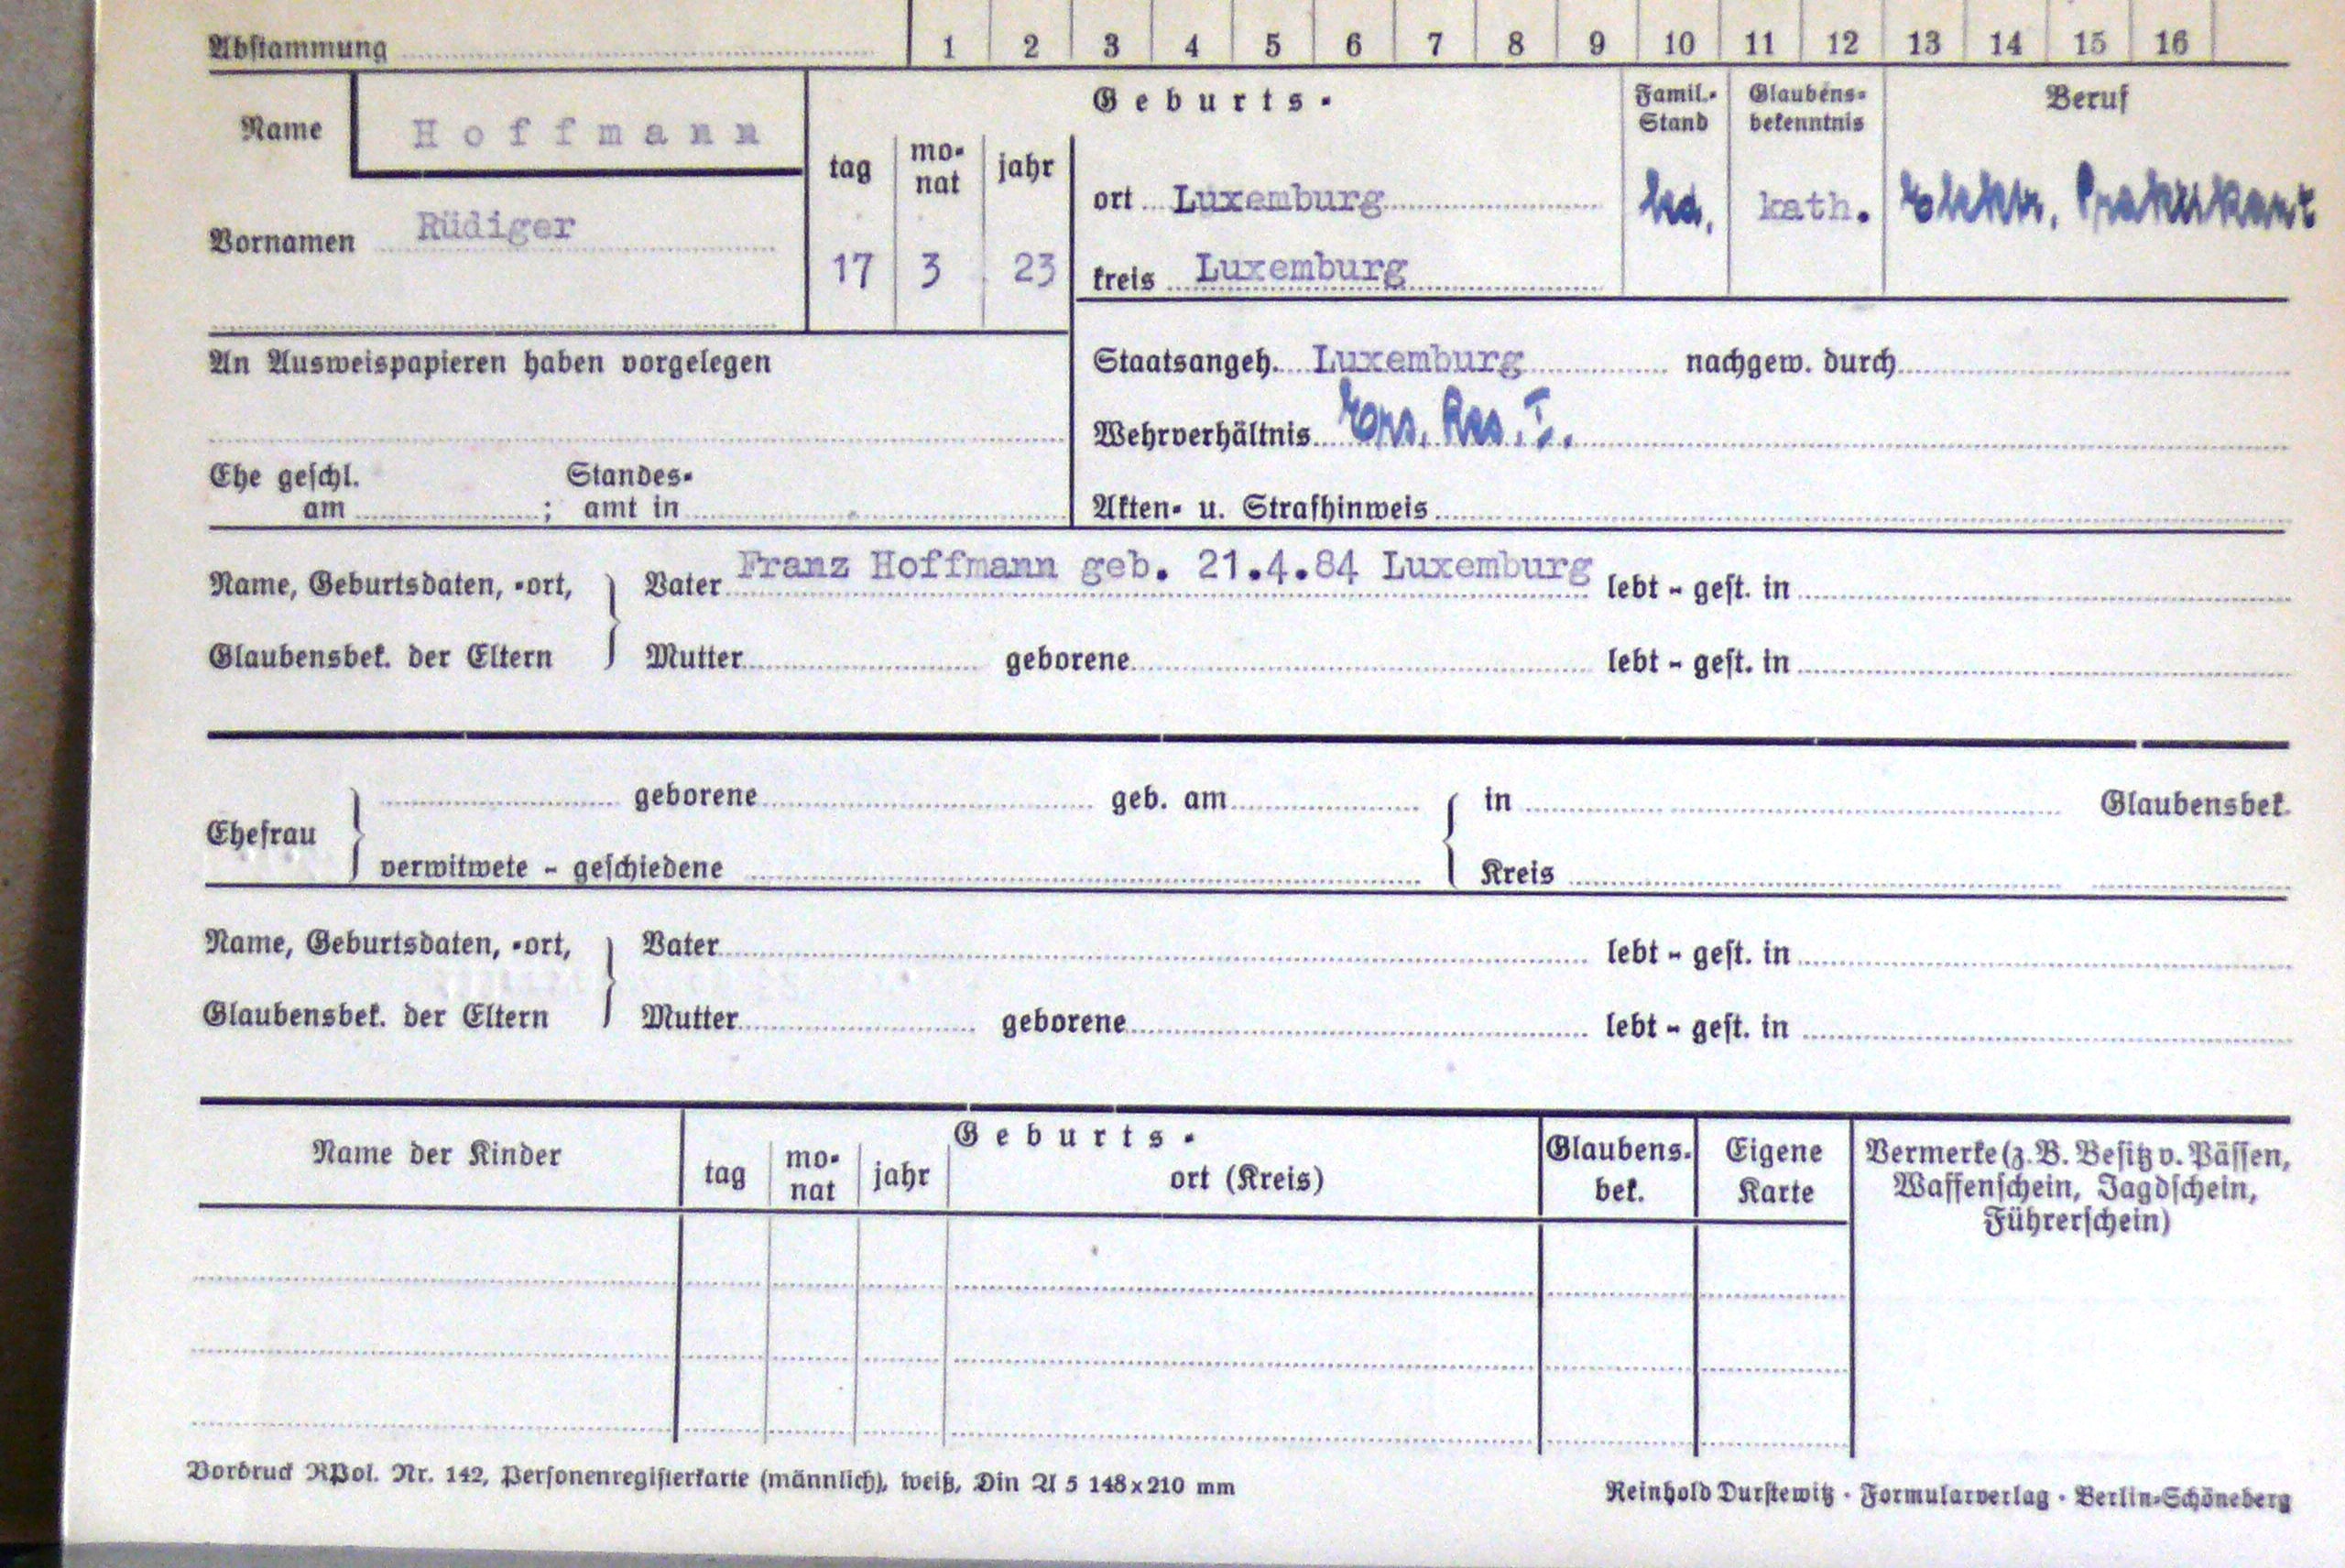 Abstammung 1 2 3 4 5 6 7 8 9 10 11 12 13 14 15 16
Name Hoffmann
Vornamen Rüdiger
Geburts-
tag monat jahr
17 3 23
ort Luxemburg
kreis Luxemburg
Famil.-Stand
led.
Glaubens-bekenntnis
kath.
Beruf
Elektr. Praktikant
An Ausweispapieren haben vorgelegen
Staatsangeh. Luxemburg nachgew. durch
Wehrverhältnis Ers. Res. I.
Ehe geschl. am ; Standes-amt in
Akten- u. Strafhinweis
Name, Geburtsdaten, -ort, Vater Franz Hoffmann geb. 21.4.84 Luxemburg lebt - gest. in
Glaubensbek. der Eltern Mutter geborene lebt - gest. in
Ehefrau geborene geb. am in Glaubensbek.
verwitwete - geschiedene Kreis
Name, Geburtsdaten, -ort, Vater lebt - gest. in
Glaubensbek. der Eltern Mutter geborene lebt - gest. in
Name der Kinder
Geburts-
tag mo-nat jahr ort (Kreis)
Glaubens-bek.
Eigene Karte
Vermerke (z. B. Besitz v. Pässen,
Waffenschein, Jagdschein,
Führerschein)
Vordruck RPol. Nr. 142, Personenregisterkarte (männlich), weiß, Din A 5 148x210 mm
Reinhold Durstewitz · Formularverlag · Berlin-Schöneberg